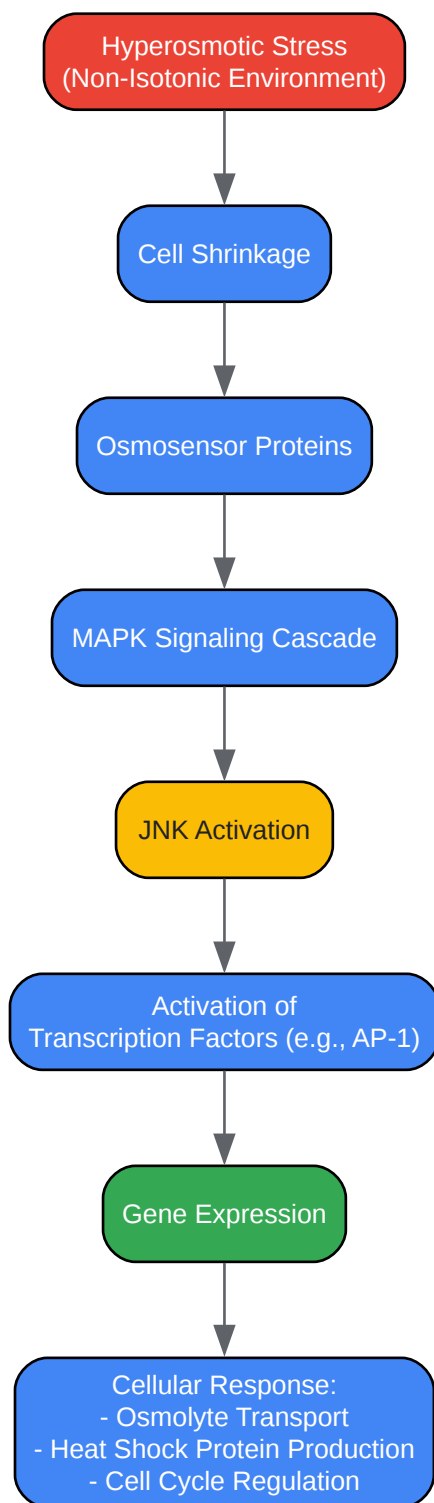 Hyperosmotic Stress
(Non-Isotonic Environment)
Cell Shrinkage
Osmosensor Proteins
MAPK Signaling Cascade
JNK Activation
Activation of
Transcription Factors (e.g., AP-1)
Gene Expression
Cellular Response:
- Osmolyte Transport
- Heat Shock Protein Production
- Cell Cycle Regulation